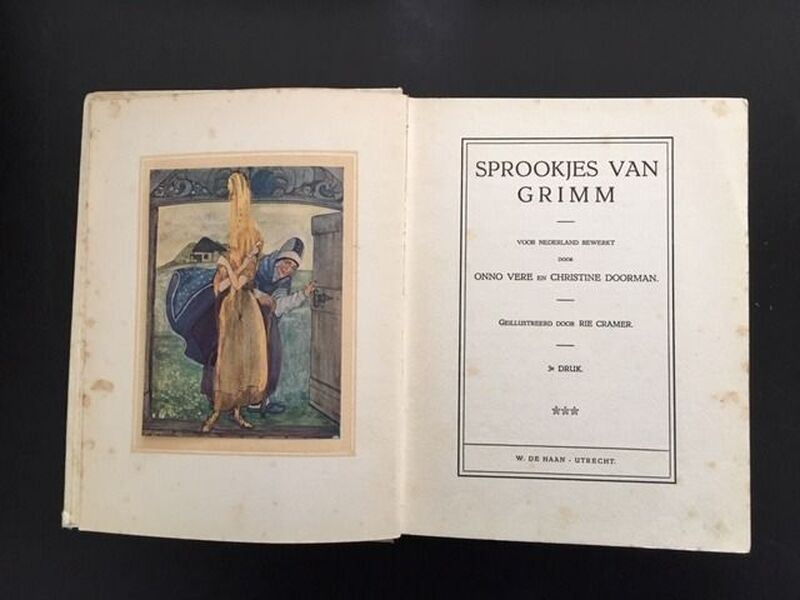 SPROOKJES VAN
GRIMM
VOOR NEDERLAND BEWERKT
DOOR
ONNO VERE EN CHRISTINE DOORMAN.
GEÏLLUSTREERD DOOR RIE CRAMER.
3e DRUK.
W. DE HAAN - UTRECHT.